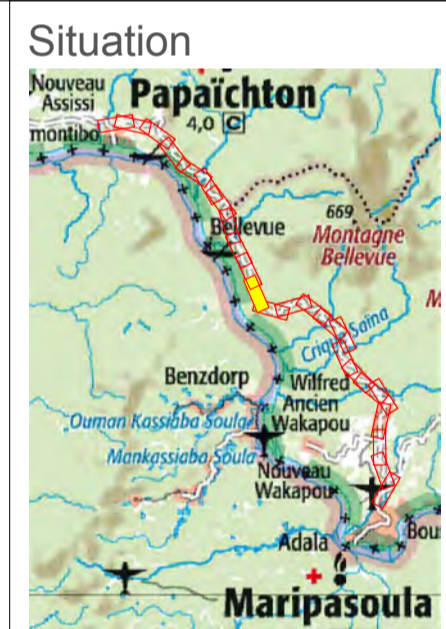 Situation
Nouveau
Assissi
Papaïchton
montibo
4,0 C
Bellevue
669
Montagne
Bellevue
M
Crique Saïna
Benzdorp
Wilfred
Ancien
Wakapou
Ouman Kassiaba Soula
Mankassiaba Soula
Nouveau
Wakapou
Adala
Bou
Maripasoula